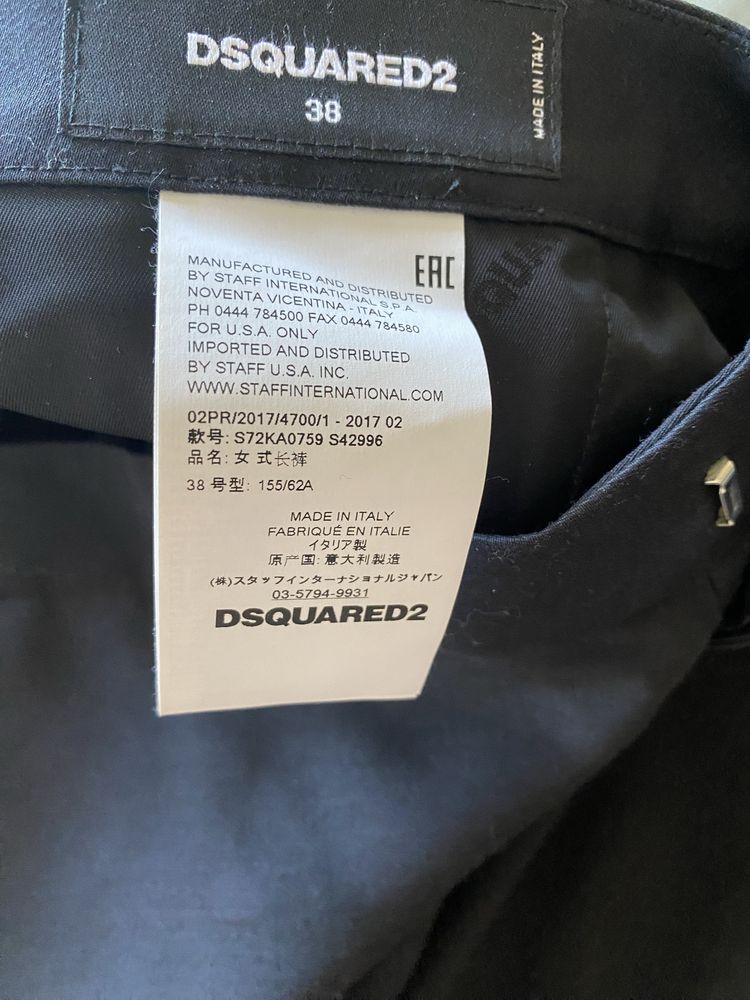 DSQUARED2
38
MADE IN ITALY
EAC
MANUFACTURED AND DISTRIBUTED
BY STAFF INTERNATIONAL S.P.A.
NOVENTA VICENTINA - ITALY
PH 0444 784500 FAX 0444 784580
FOR U.S.A. ONLY
IMPORTED AND DISTRIBUTED
BY STAFF U.S.A. INC.
WWW.STAFFINTERNATIONAL.COM
02PR/2017/4700/1 - 2017 02
款号: S72KA0759 S42996
品名: 女 式长裤
38 号型: 155/62A
MADE IN ITALY
FABRIQUÉ EN ITALIE
イタリア製
原产国: 意大利製造
(株)スタッフインターナショナルジャパン
03-5794-9931
DSQUARED2